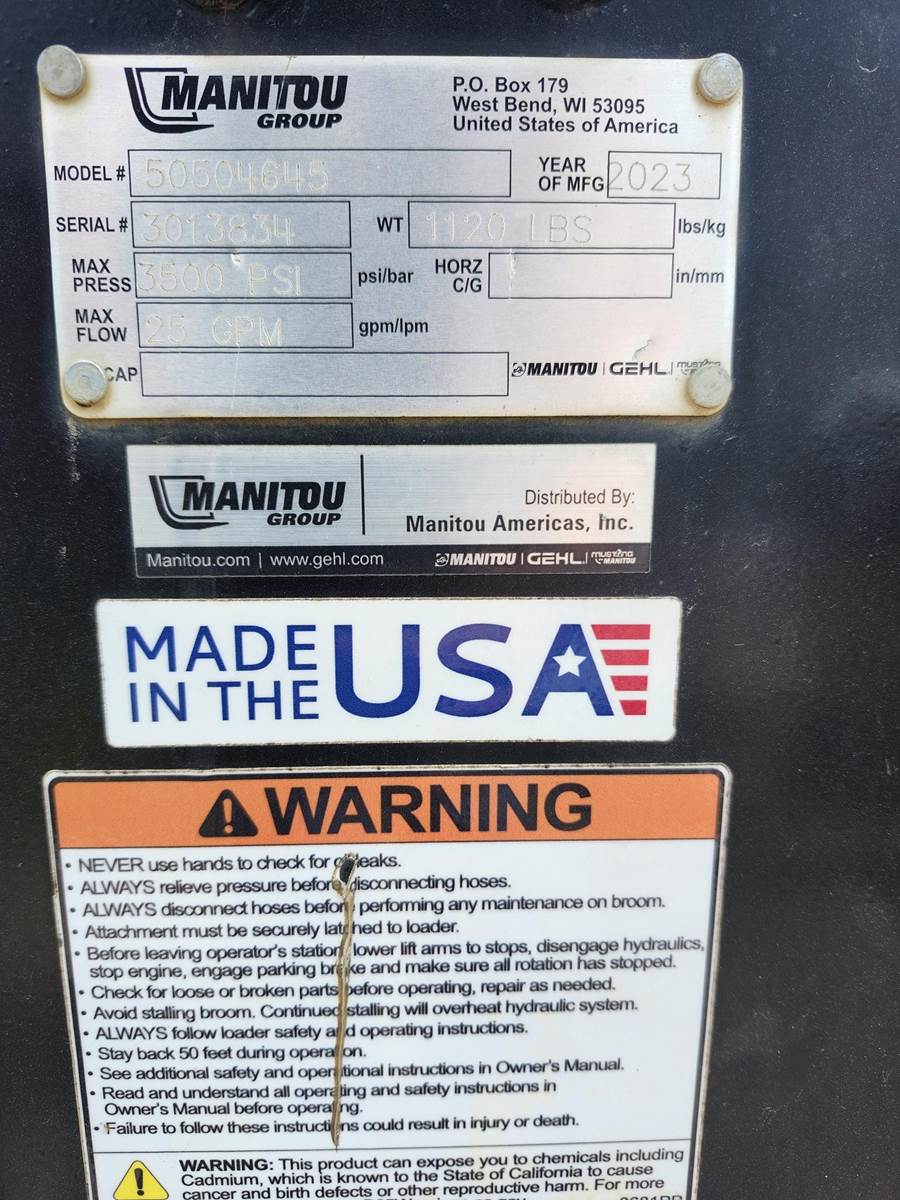 MANITOU
GROUP
P.O. Box 179
West Bend, WI 53095
United States of America
MODEL # 50504645
YEAR OF MFG 2023
SERIAL # 3013834 WT 1120 LBS lbs/kg
MAX PRESS 3500 PSI psi/bar HORZ C/G in/mm
MAX FLOW 25 GPM gpm/lpm
CAP
MANITOU | GEHL | MUSTANG
MANITOU
GROUP
Distributed By:
Manitou Americas, Inc.
Manitou.com | www.gehl.com MANITOU | GEHL | MUSTANG BY MANITOU
MADE
IN THE
USA
WARNING
• NEVER use hands to check for leaks.
• ALWAYS relieve pressure before disconnecting hoses.
• ALWAYS disconnect hoses before performing any maintenance on broom.
• Attachment must be securely latched to loader.
• Before leaving operator's station, lower lift arms to stops, disengage hydraulics,
stop engine, engage parking brake and make sure all rotation has stopped.
• Check for loose or broken parts before operating, repair as needed.
• Avoid stalling broom. Continued stalling will overheat hydraulic system.
• ALWAYS follow loader safety and operating instructions.
• Stay back 50 feet during operation.
• See additional safety and operational instructions in Owner's Manual.
• Read and understand all operating and safety instructions in
Owner's Manual before operating.
• Failure to follow these instructions could result in injury or death.
WARNING: This product can expose you to chemicals including
Cadmium, which is known to the State of California to cause
cancer and birth defects or other reproductive harm. For more